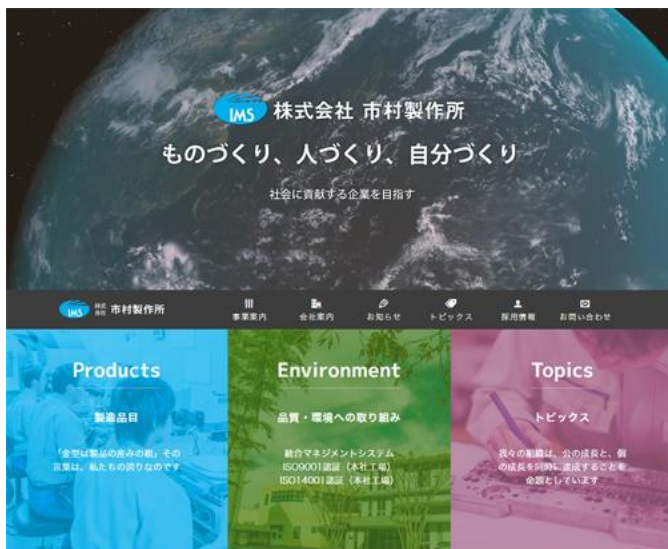 IMS 株式会社 市村製作所
ものづくり、人づくり、自分づくり
社会に貢献する企業を目指す
IMS 株式会社 市村製作所
事業案内 会社案内 お知らせ トピックス 採用情報 お問い合わせ
Products
製造品目
「金型は製品の産みの親」その
言葉は、私たちの誇りなのです
Environment
品質・環境への取り組み
統合マネジメントシステム
ISO9001認証（本社工場）
ISO14001認証（本社工場）
Topics
トピックス
我々の組織は、公の成長と、個
の成長を同時に達成することを
命題としています